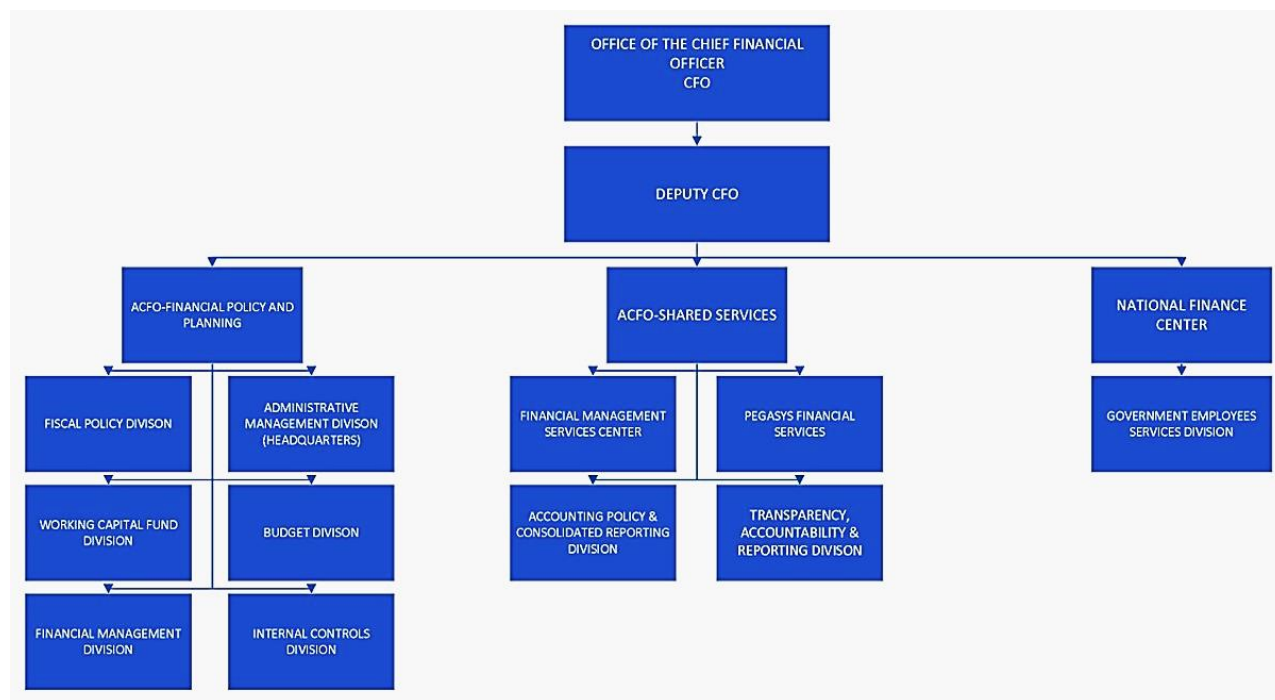 OFFICE OF THE CHIEF FINANCIAL
OFFICER
CFO
DEPUTY CFO
ACFO-FINANCIAL POLICY AND
PLANNING
ACFO-SHARED SERVICES
NATIONAL FINANCE
CENTER
FISCAL POLICY DIVISON
ADMINISTRATIVE
MANAGEMENT DIVISON
(HEADQUARTERS)
FINANCIAL MANAGEMENT
SERVICES CENTER
PEGASYS FINANCIAL
SERVICES
GOVERNMENT EMPLOYEES
SERVICES DIVISION
WORKING CAPITAL FUND
DIVISION
BUDGET DIVISON
ACCOUNTING POLICY &
CONSOLIDATED REPORTING
DIVISION
TRANSPARENCY,
ACCOUNTABILITY &
REPORTING DIVISON
FINANCIAL MANAGEMENT
DIVISION
INTERNAL CONTROLS
DIVISION